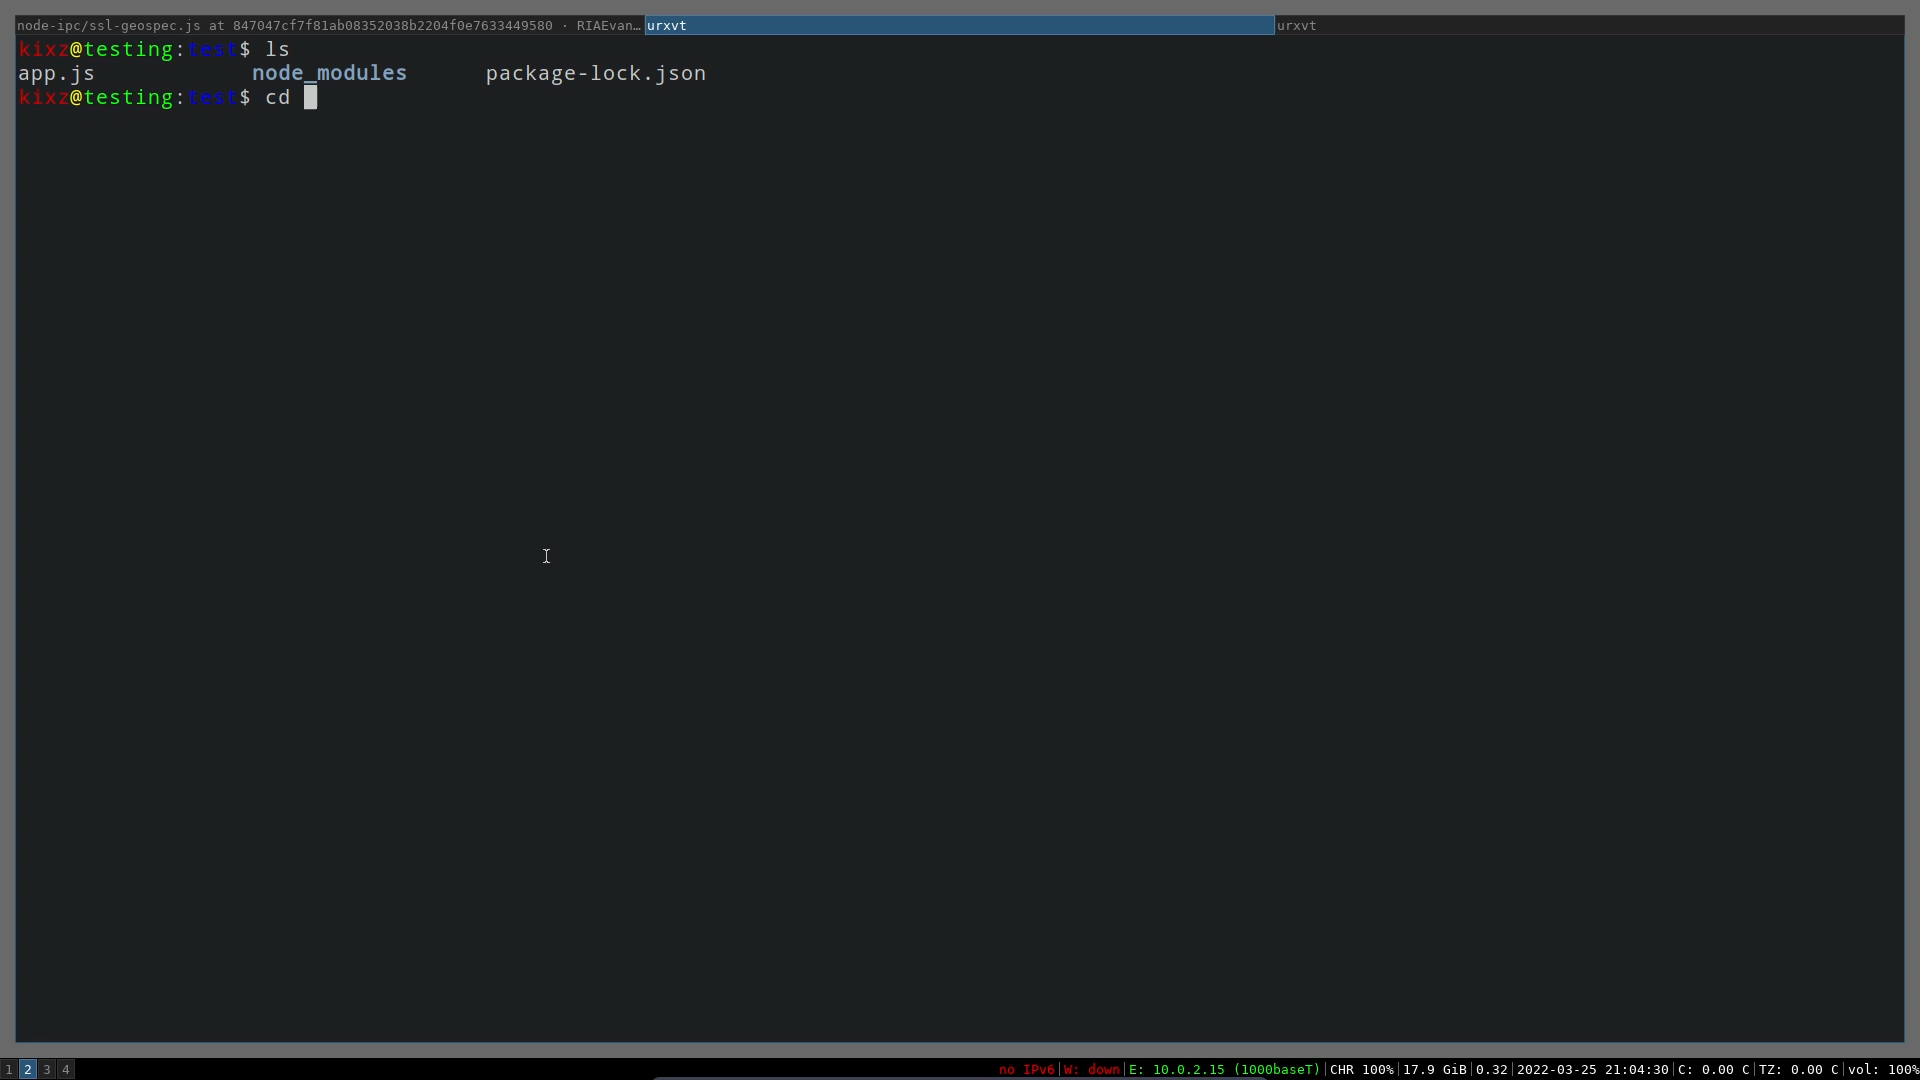 node-ipc/ssl-geospec.js at 847047cf7f81ab08352038b2204f0e7633449580 · RIAEvan… urxvt urxvt
kixz@testing:test$ ls
app.js node_modules package-lock.json
kixz@testing:test$ cd
1 2 3 4 no IPv6|W: down|E: 10.0.2.15 (1000baseT)|CHR 100%|17.9 GiB|0.32|2022-03-25 21:04:30|C: 0.00 C|TZ: 0.00 C|vol: 100%